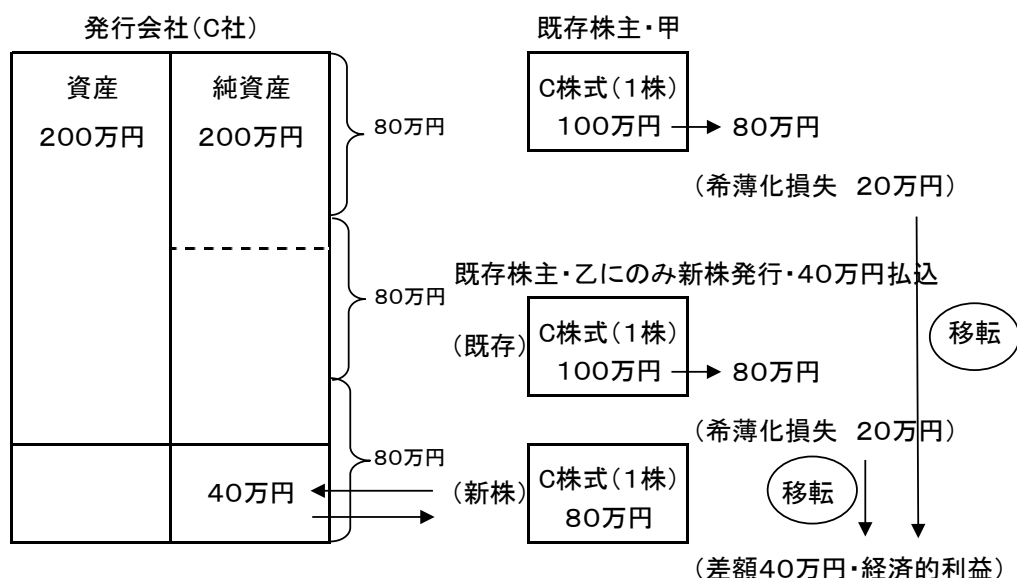 発行会社(C社)
既存株主・甲
資産
純資産
200万円
200万円
80万円
C株式(1株)
100万円
80万円
(希薄化損失 20万円)
既存株主・乙にのみ新株発行・40万円払込
80万円
(既存)
C株式(1株)
100万円
80万円
移転
(希薄化損失 20万円)
80万円
40万円
(新株)
C株式(1株)
80万円
移転
(差額40万円・経済的利益)